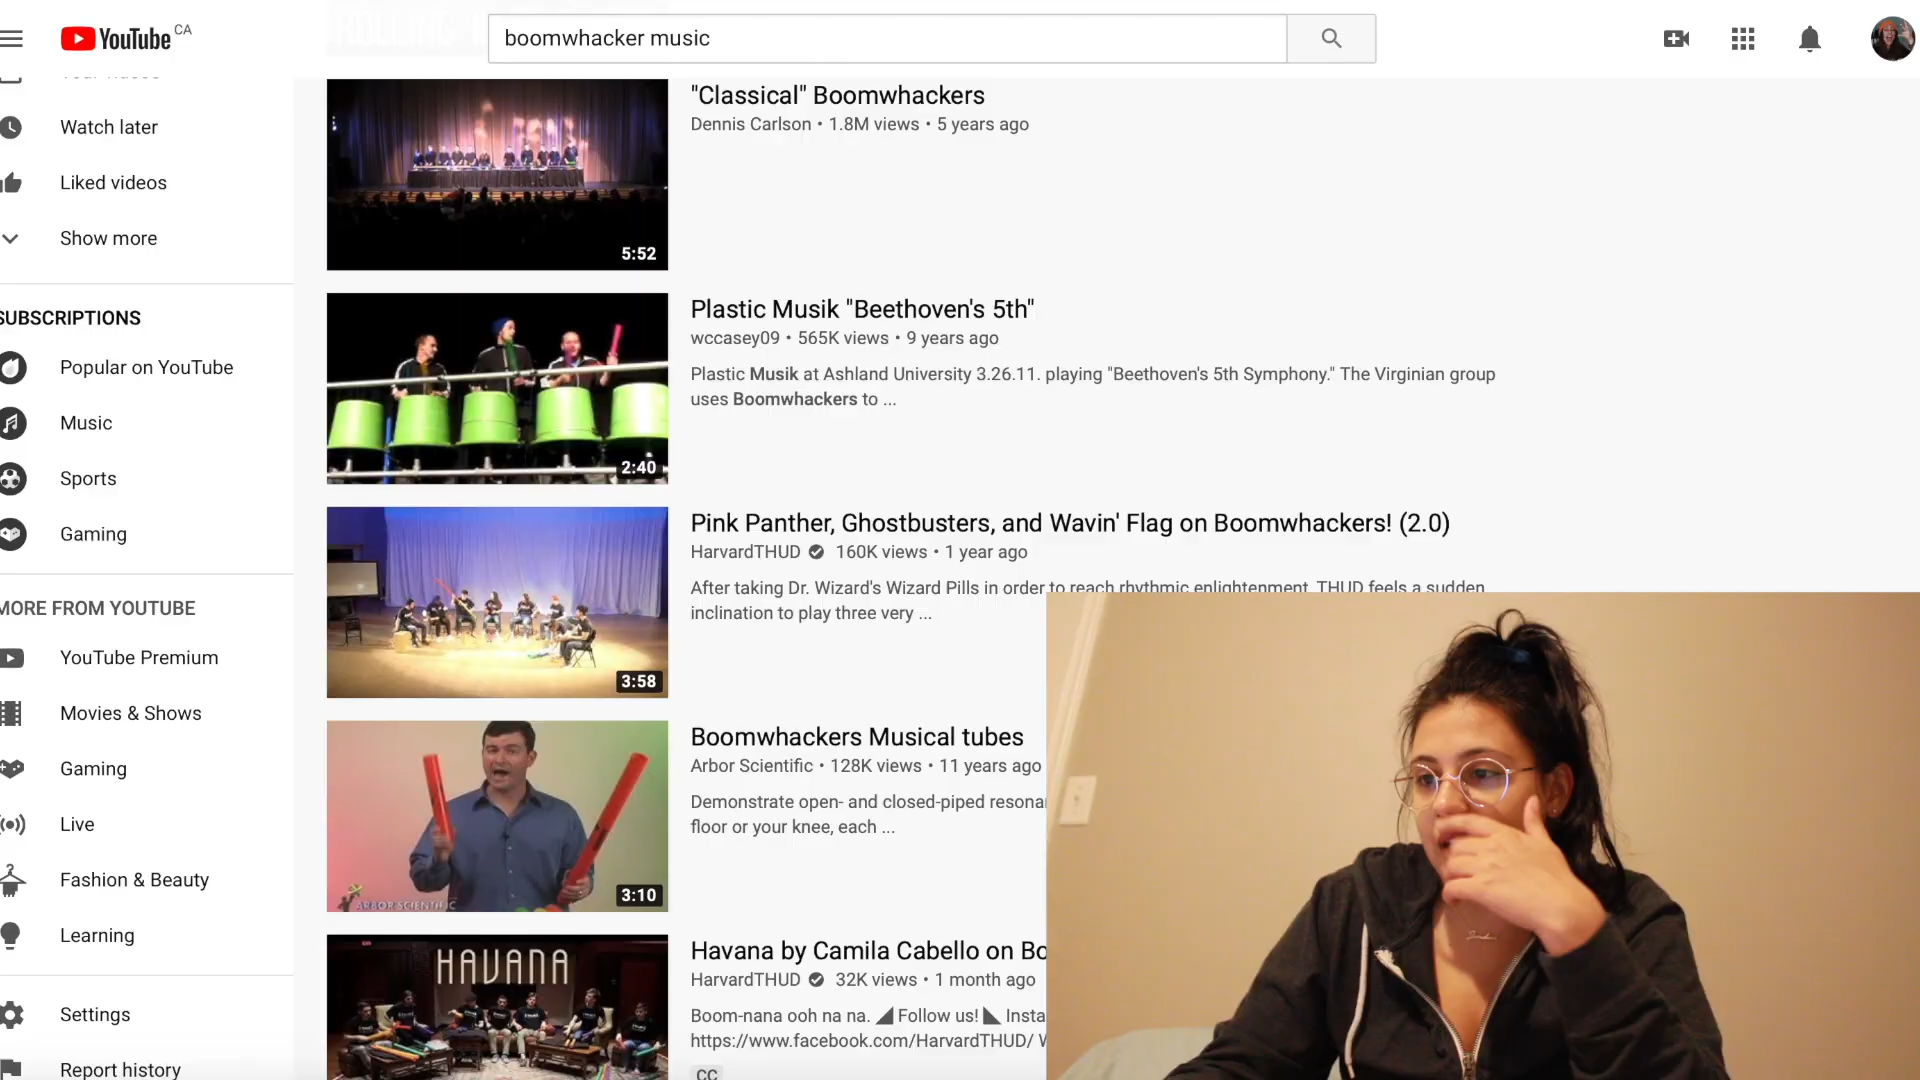 YouTube CA
boomwhacker music
Watch later
Liked videos
Show more
SUBSCRIPTIONS
Popular on YouTube
Music
Sports
Gaming
MORE FROM YOUTUBE
YouTube Premium
Movies & Shows
Gaming
Live
Fashion & Beauty
Learning
Settings
Report history
5:52
"Classical" Boomwhackers
Dennis Carlson • 1.8M views • 5 years ago
2:40
Plastic Musik "Beethoven's 5th"
wccasey09 • 565K views • 9 years ago
Plastic Musik at Ashland University 3.26.11. playing "Beethoven's 5th Symphony." The Virginian group
uses Boomwhackers to ...
3:58
Pink Panther, Ghostbusters, and Wavin' Flag on Boomwhackers! (2.0)
HarvardTHUD 160K views • 1 year ago
After taking Dr. Wizard's Wizard Pills in order to reach rhythmic enlightenment, THUD feels a sudden
inclination to play three very ...
ARBOR SCIENTIFIC
3:10
Boomwhackers Musical tubes
Arbor Scientific • 128K views • 11 years ago
Demonstrate open- and closed-piped resona
floor or your knee, each ...
HAVANA
Havana by Camila Cabello on Bo
HarvardTHUD 32K views • 1 month ago
Boom-nana ooh na na. ◢ Follow us! ◣ Insta
https://www.facebook.com/HarvardTHUD/
CC